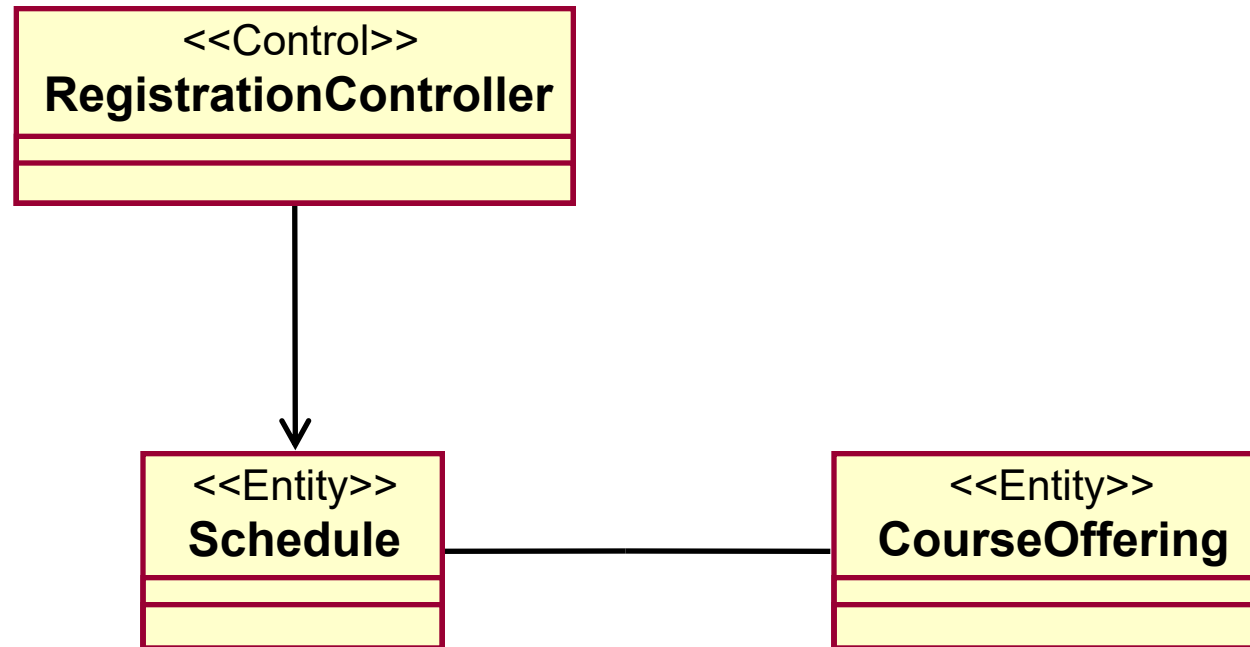 <<Control>>
RegistrationController
<<Entity>>
Schedule
<<Entity>>
CourseOffering